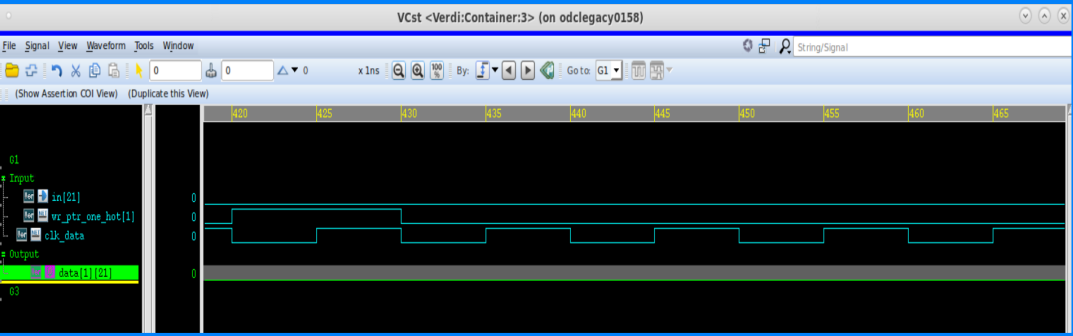 VCst <Verdi:Container:3> (on odclegacy0158)
File Signal View Waveform Tools Window String/Signal
0 0 0 x 1ns 100 % By: Go to: G1
(Show Assertion COI View) (Duplicate this View)
420 425 430 435 440 445 450 455 460 465
G1
Input
in[21] 0
wr_ptr_one_hot[1] 0
clk_data 0
Output
data[1][21] 0
G3